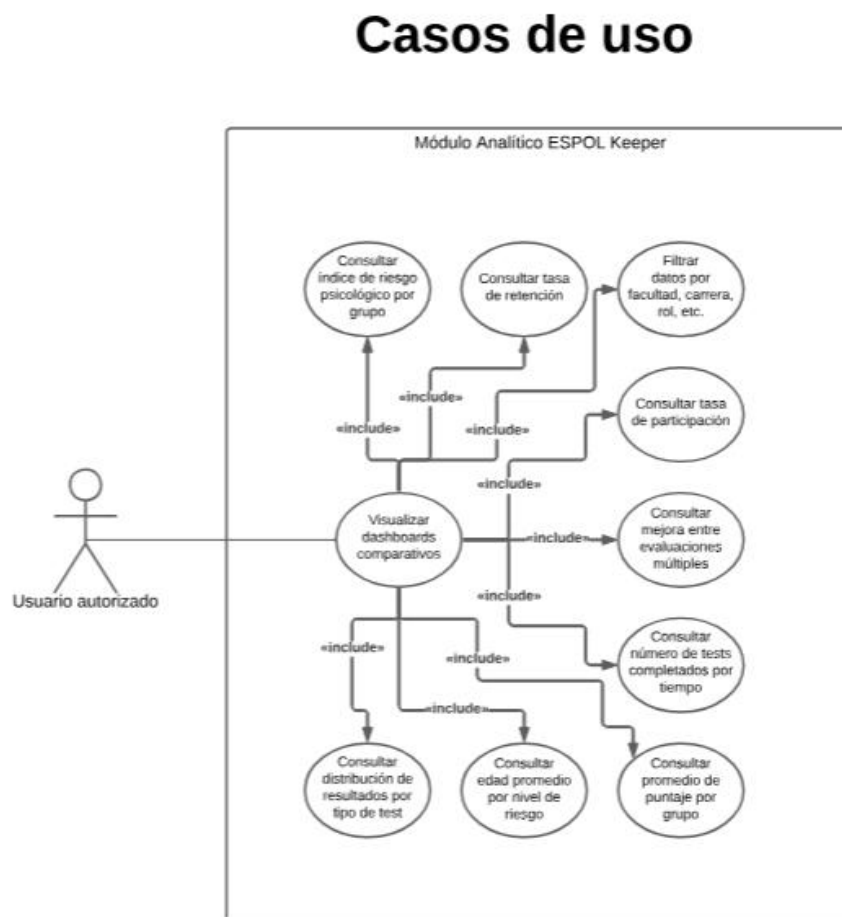 Casos de uso
Módulo Analítico ESPOL Keeper
Consultar
índice de riesgo
psicológico por
grupo
Consultar tasa
de retención
Filtrar
datos por
facultad, carrera,
rol, etc.
«include»
«include»
«include»
Consultar tasa
de participación
«include»
Usuario autorizado
Visualizar
dashboards
comparativos
«include»
Consultar
mejora entre
evaluaciones
múltiples
«include»
Consultar
número de tests
completados por
tiempo
«include»
«include»
«include»
Consultar
distribución de
resultados por
tipo de test
Consultar
edad promedio
por nivel de
riesgo
Consultar
promedio de
puntaje por
grupo